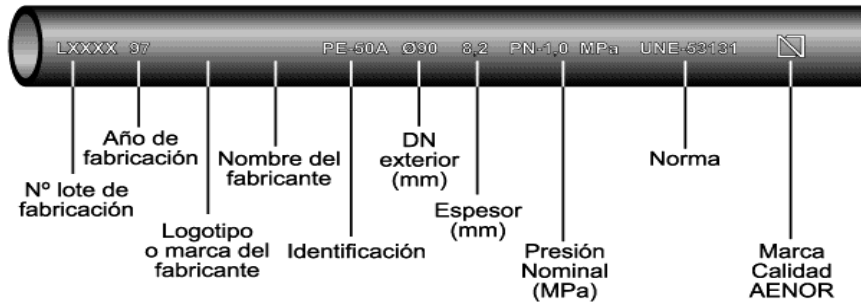 LXXXX 97 PE-50A Ø90 8,2 PN-1,0 MPa UNE-53131
Nº lote de
fabricación
Año de
fabricación
Logotipo
o marca del
fabricante
Nombre del
fabricante
Identificación
DN
exterior
(mm)
Espesor
(mm)
Presión
Nominal
(MPa)
Norma
Marca
Calidad
AENOR